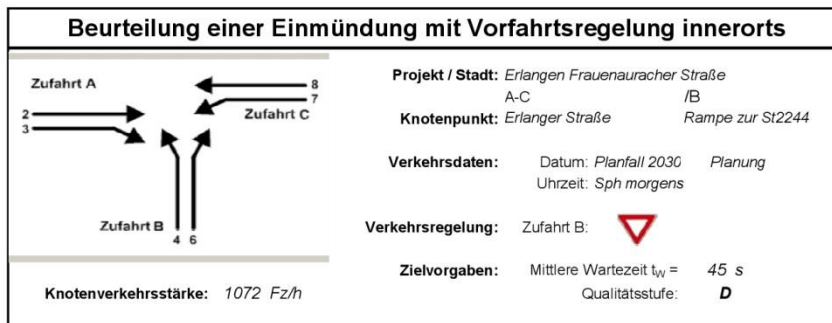 Beurteilung einer Einmündung mit Vorfahrtsregelung innerorts
Zufahrt A
8
7
Zufahrt C
2
3
Zufahrt B
4 6
Knotenverkehrsstärke: 1072 Fz/h
Projekt / Stadt: Erlangen Frauenauracher Straße
A-C /B
Knotenpunkt: Erlanger Straße Rampe zur St2244
Verkehrsdaten: Datum: Planfall 2030 Planung
Uhrzeit: Sph morgens
Verkehrsregelung: Zufahrt B:
Zielvorgaben: Mittlere Wartezeit tw = 45 s
Qualitätsstufe: D